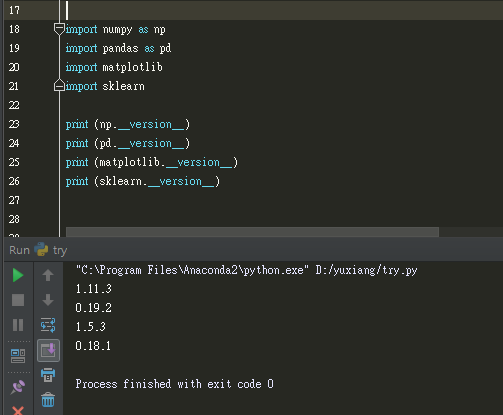 17
18 import numpy as np
19 import pandas as pd
20 import matplotlib
21 import sklearn
22
23 print (np.__version__)
24 print (pd.__version__)
25 print (matplotlib.__version__)
26 print (sklearn.__version__)
27
28
Run try
"C:\Program Files\Anaconda2\python.exe" D:/yuxiang/try.py
1.11.3
0.19.2
1.5.3
0.18.1
Process finished with exit code 0